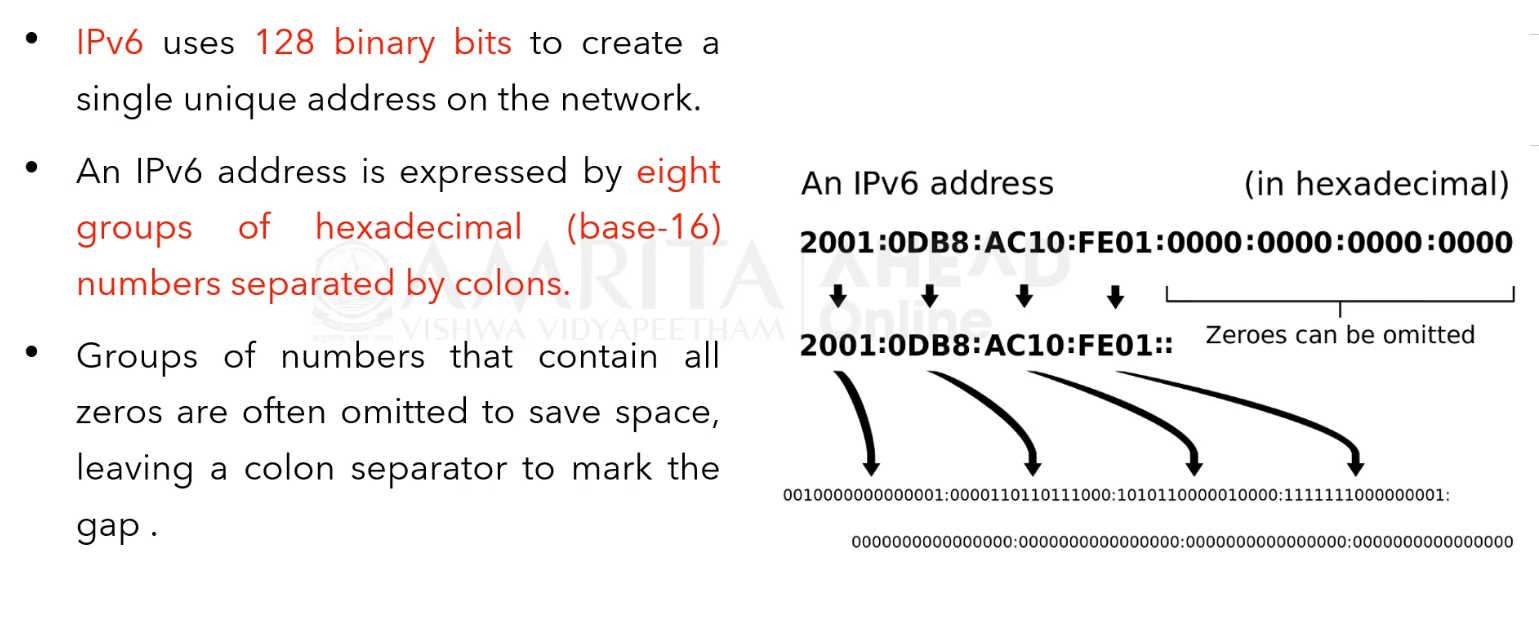 • IPv6 uses 128 binary bits to create a
single unique address on the network.
• An IPv6 address is expressed by eight
groups of hexadecimal (base-16)
numbers separated by colons.
• Groups of numbers that contain all
zeros are often omitted to save space,
leaving a colon separator to mark the
gap .
An IPv6 address (in hexadecimal)
2001:0DB8:AC10:FE01:0000:0000:0000:0000
2001:0DB8:AC10:FE01:: Zeroes can be omitted
0010000000000001:0000110110111000:1010110000010000:1111111000000001:
0000000000000000:0000000000000000:0000000000000000:0000000000000000
AMRITA AHEAD
VISHWA VIDYAPEETHAM Online